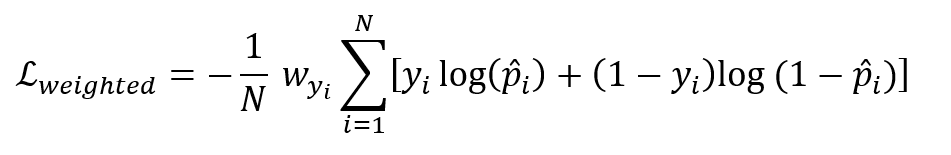 ℒ_weighted = −1/N w_{y_i} ∑_{i=1}^{N} [y_i log(p̂_i) + (1 − y_i)log (1 − p̂_i)]